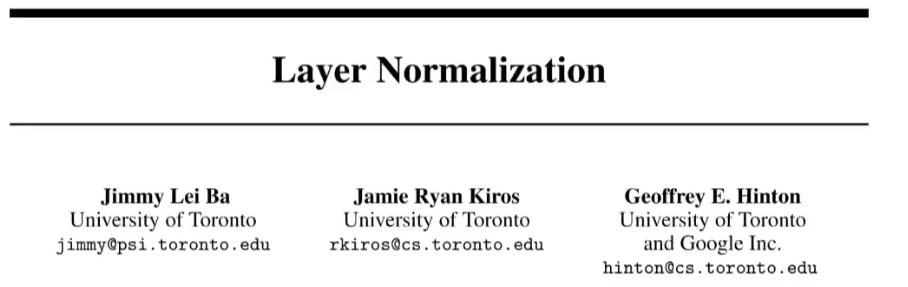 Layer Normalization
Jimmy Lei Ba
University of Toronto
jimmy@psi.toronto.edu
Jamie Ryan Kiros
University of Toronto
rkiros@cs.toronto.edu
Geoffrey E. Hinton
University of Toronto
and Google Inc.
hinton@cs.toronto.edu